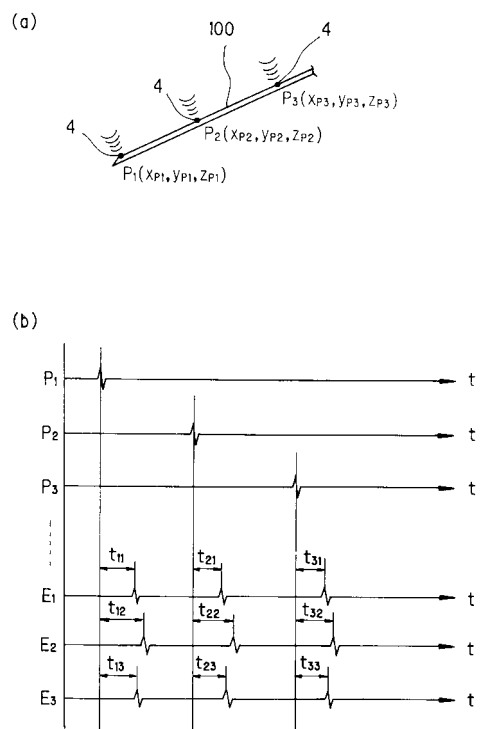 (a)
100
4
4
4
P3(xP3, yP3, zP3)
P2(xP2, yP2, zP2)
P1(xP1, yP1, zP1)
(b)
P1 t
P2 t
P3 t
t11 t21 t31
E1 t
t12 t22 t32
E2 t
t13 t23 t33
E3 t